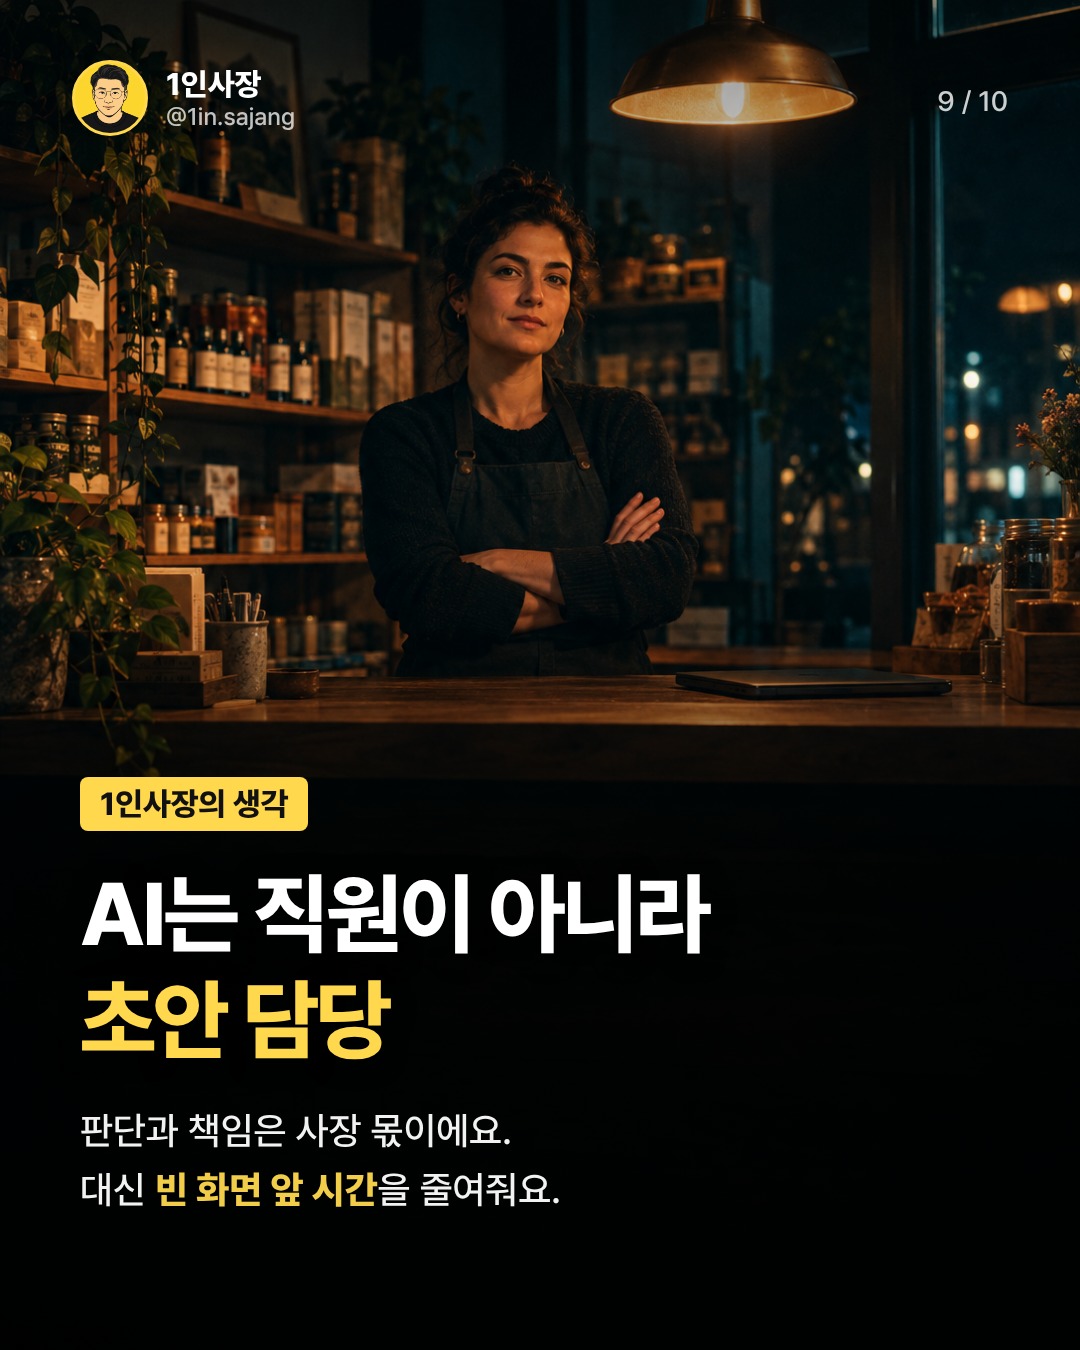 1인사장
@1in.sajang
9 / 10
1인사장의 생각
AI는 직원이 아니라
초안 담당
판단과 책임은 사장 몫이에요.
대신 빈 화면 앞 시간을 줄여줘요.